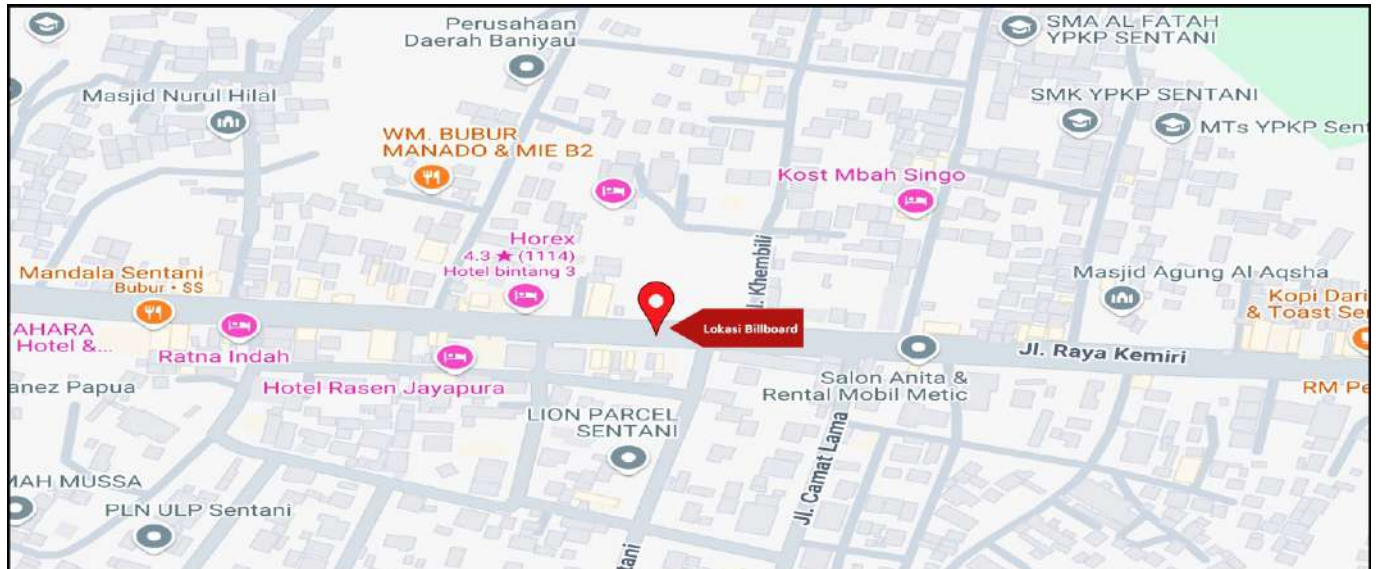 Perusahaan
Daerah Baniyau
SMA AL FATAH
YPKP SENTANI
Masjid Nurul Hilal
SMK YPKP SENTANI
MTs YPKP Sent
WM. BUBUR
MANADO & MIE B2
Kost Mbah Singo
Horex
4.3 ★ (1114)
Hotel bintang 3
l. Khembili
Mandala Sentani
Bubur • $$
Masjid Agung Al Aqsha
Kopi Dari
& Toast Se
AHARA
Hotel &...
Ratna Indah
Lokasi Billboard
Jl. Raya Kemiri
anez Papua
Hotel Rasen Jayapura
Salon Anita &
Rental Mobil Metic
RM Pe
LION PARCEL
SENTANI
Jl. Camat Lama
MAH MUSSA
PLN ULP Sentani
tani